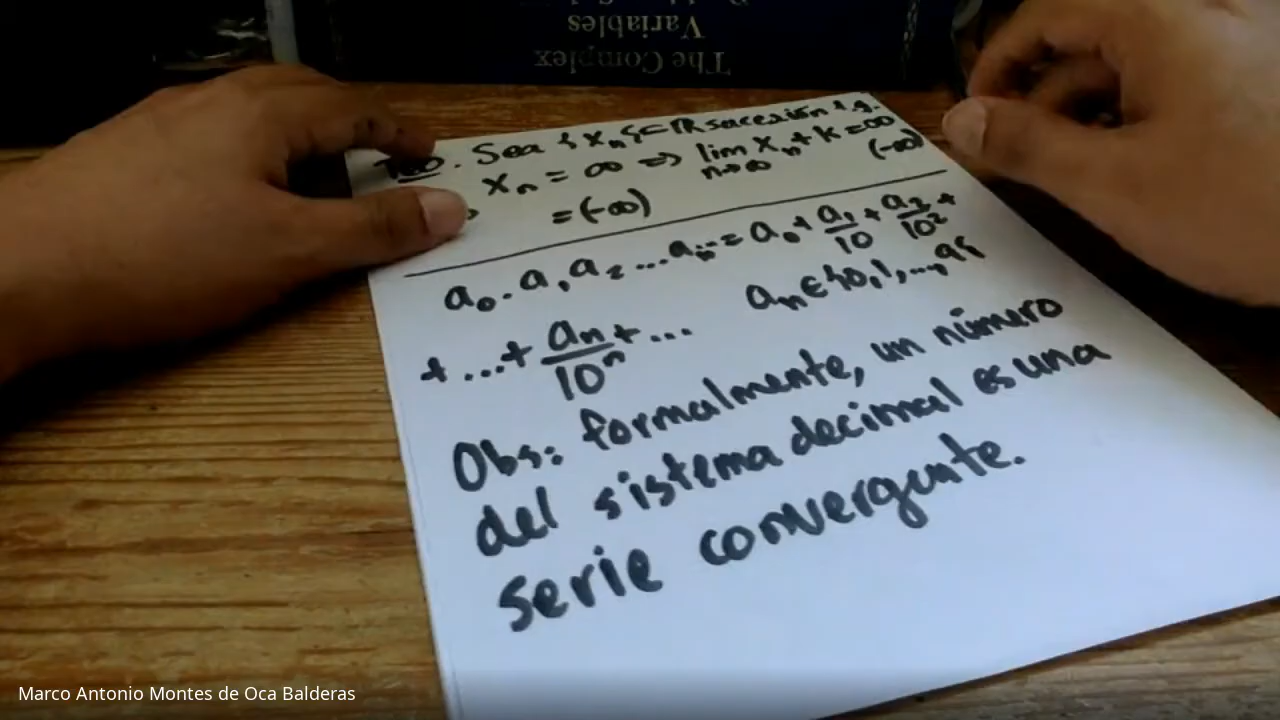 The Complex
Variables
Teo. Sea {xₙ}⊂ℝ sucesión t.q.
xₙ = ∞ ⇒ lim xₙ + k = ∞
n→∞
(-∞)
= (-∞)
a₀.a₁a₂...aₙ... = a₀ + a₁/10 + a₂/10² +
+ ... + aₙ/10ⁿ + ... aₙ ∈ {0,1,...,9}
Obs: formalmente, un número
del sistema decimal es una
serie convergente.
Marco Antonio Montes de Oca Balderas